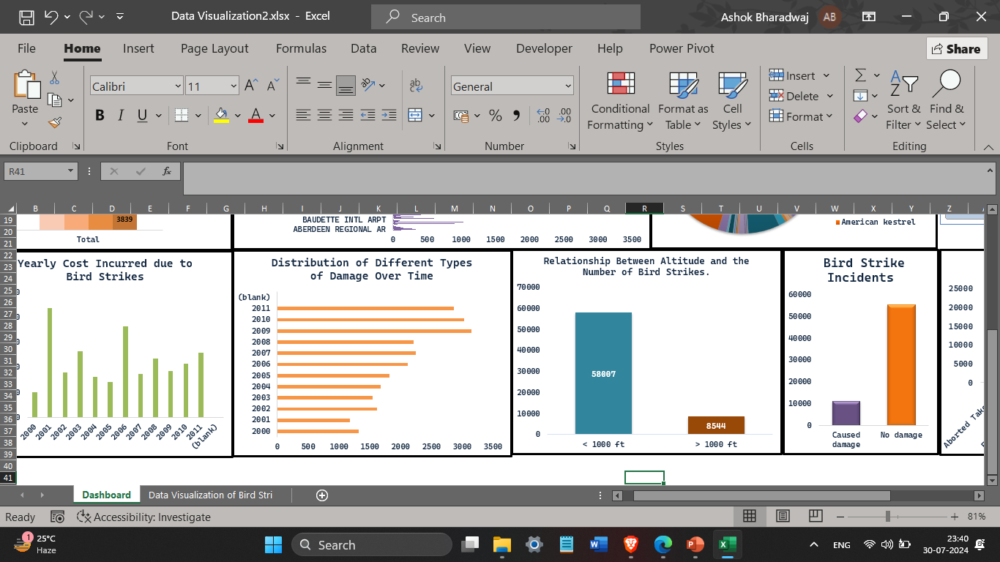 Data Visualization2.xlsx - Excel
Search
Ashok Bharadwaj
AB
File Home Insert Page Layout Formulas Data Review View Developer Help Power Pivot
Share
Paste
Clipboard
Calibri 11
B I U
Font
ab
Alignment
General
% 
Number
Conditional Formatting
Format as Table
Cell Styles
Styles
Insert
Delete
Format
Cells
Sort & Filter
Find & Select
Editing
R41
fx
B C D E F G H I J K L M N O P Q R S T U V W X Y Z
19
20
21
22
23
24
25
26
27
28
29
30
31
32
33
34
35
36
37
38
39
40
41
3839
Total
BAUDETTE INTL ARPT
ABERDEEN REGIONAL AR
0 500 1000 1500 2000 2500 3000 3500
American kestrel
Yearly Cost Incurred due to
Bird Strikes
2000 2001 2002 2003 2004 2005 2006 2007 2008 2009 2010 2011 (blank)
Distribution of Different Types
of Damage Over Time
(blank)
2011
2010
2009
2008
2007
2006
2005
2004
2003
2002
2001
2000
0 500 1000 1500 2000 2500 3000 3500
Relationship Between Altitude and the
Number of Bird Strikes.
70000
60000
50000
40000
30000
20000
10000
0
58007
8544
< 1000 ft > 1000 ft
Bird Strike
Incidents
60000
50000
40000
30000
20000
10000
0
Caused damage
No damage
25000
20000
15000
10000
5000
0
Aborted Tak
Dashboard
Data Visualization of Bird Stri
Ready
Accessibility: Investigate
81%
1
25°C
Haze
Search
ENG
23:40
30-07-2024